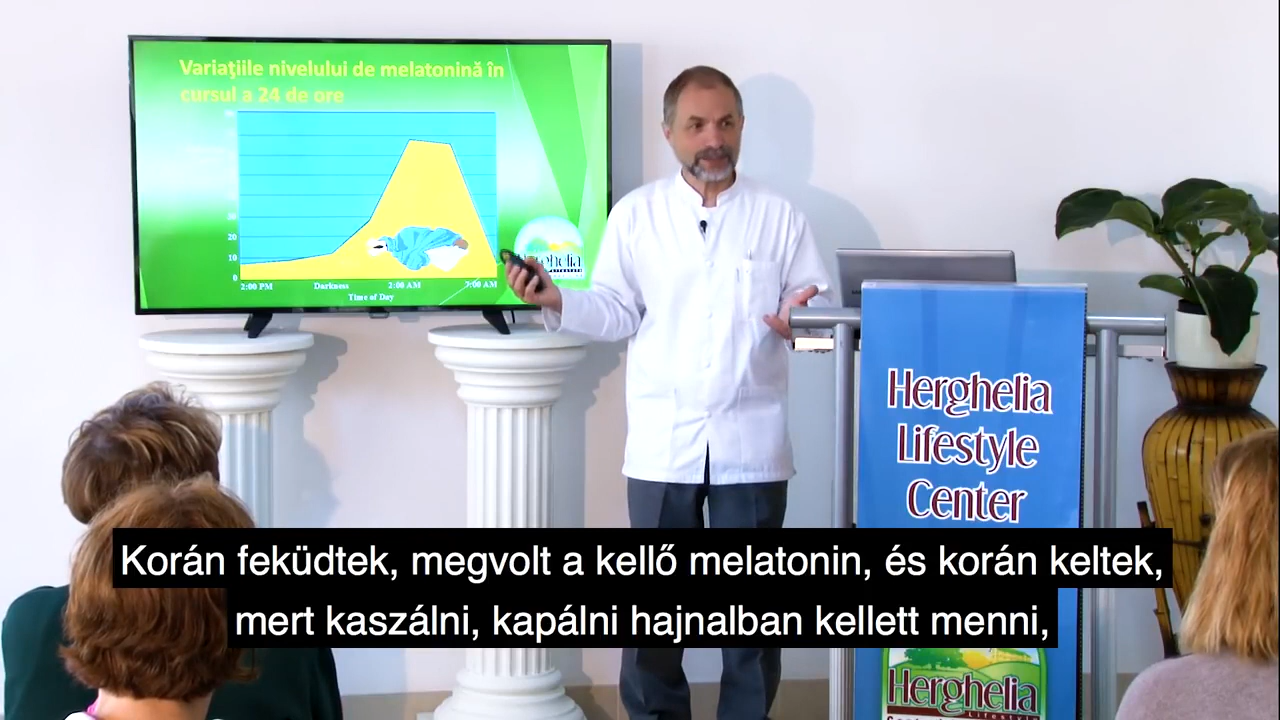 Variaţiile nivelului de melatonină în
cursul a 24 de ore
20
10
0
2:00 PM Darkness 2:00 AM 7:00 AM
Time of Day
Herghelia
Herghelia
Lifestyle
Center
Korán feküdtek, megvolt a kellő melatonin, és korán keltek,
mert kaszálni, kapálni hajnalban kellett menni,
Herghelia
Lifestyle